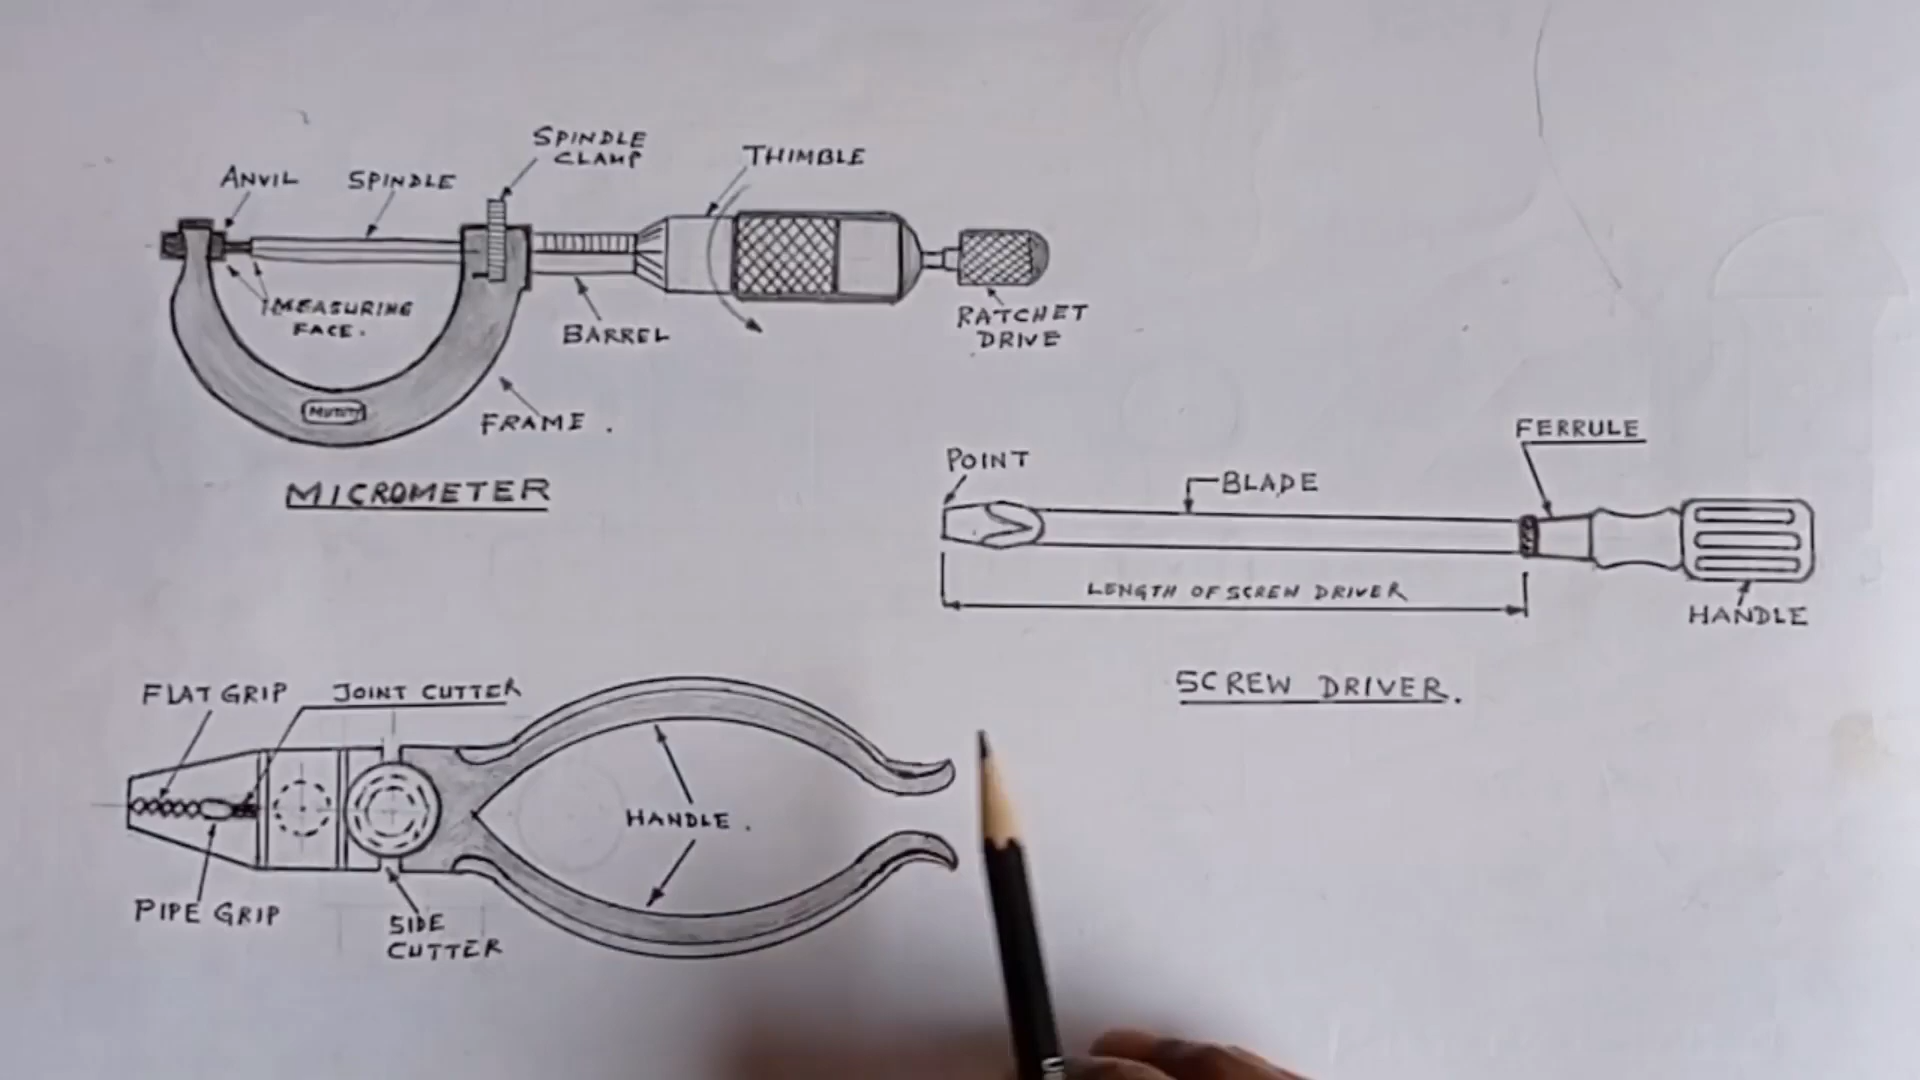 SPINDLE
CLAMP
THIMBLE
ANVIL
SPINDLE
MEASURING
FACE.
BARREL
RATCHET
DRIVE
FRAME.
MICROMETER
FERRULE
POINT
BLADE
LENGTH OF SCREW DRIVER
HANDLE
SCREW DRIVER.
FLAT GRIP
JOINT CUTTER
HANDLE.
PIPE GRIP
SIDE
CUTTER